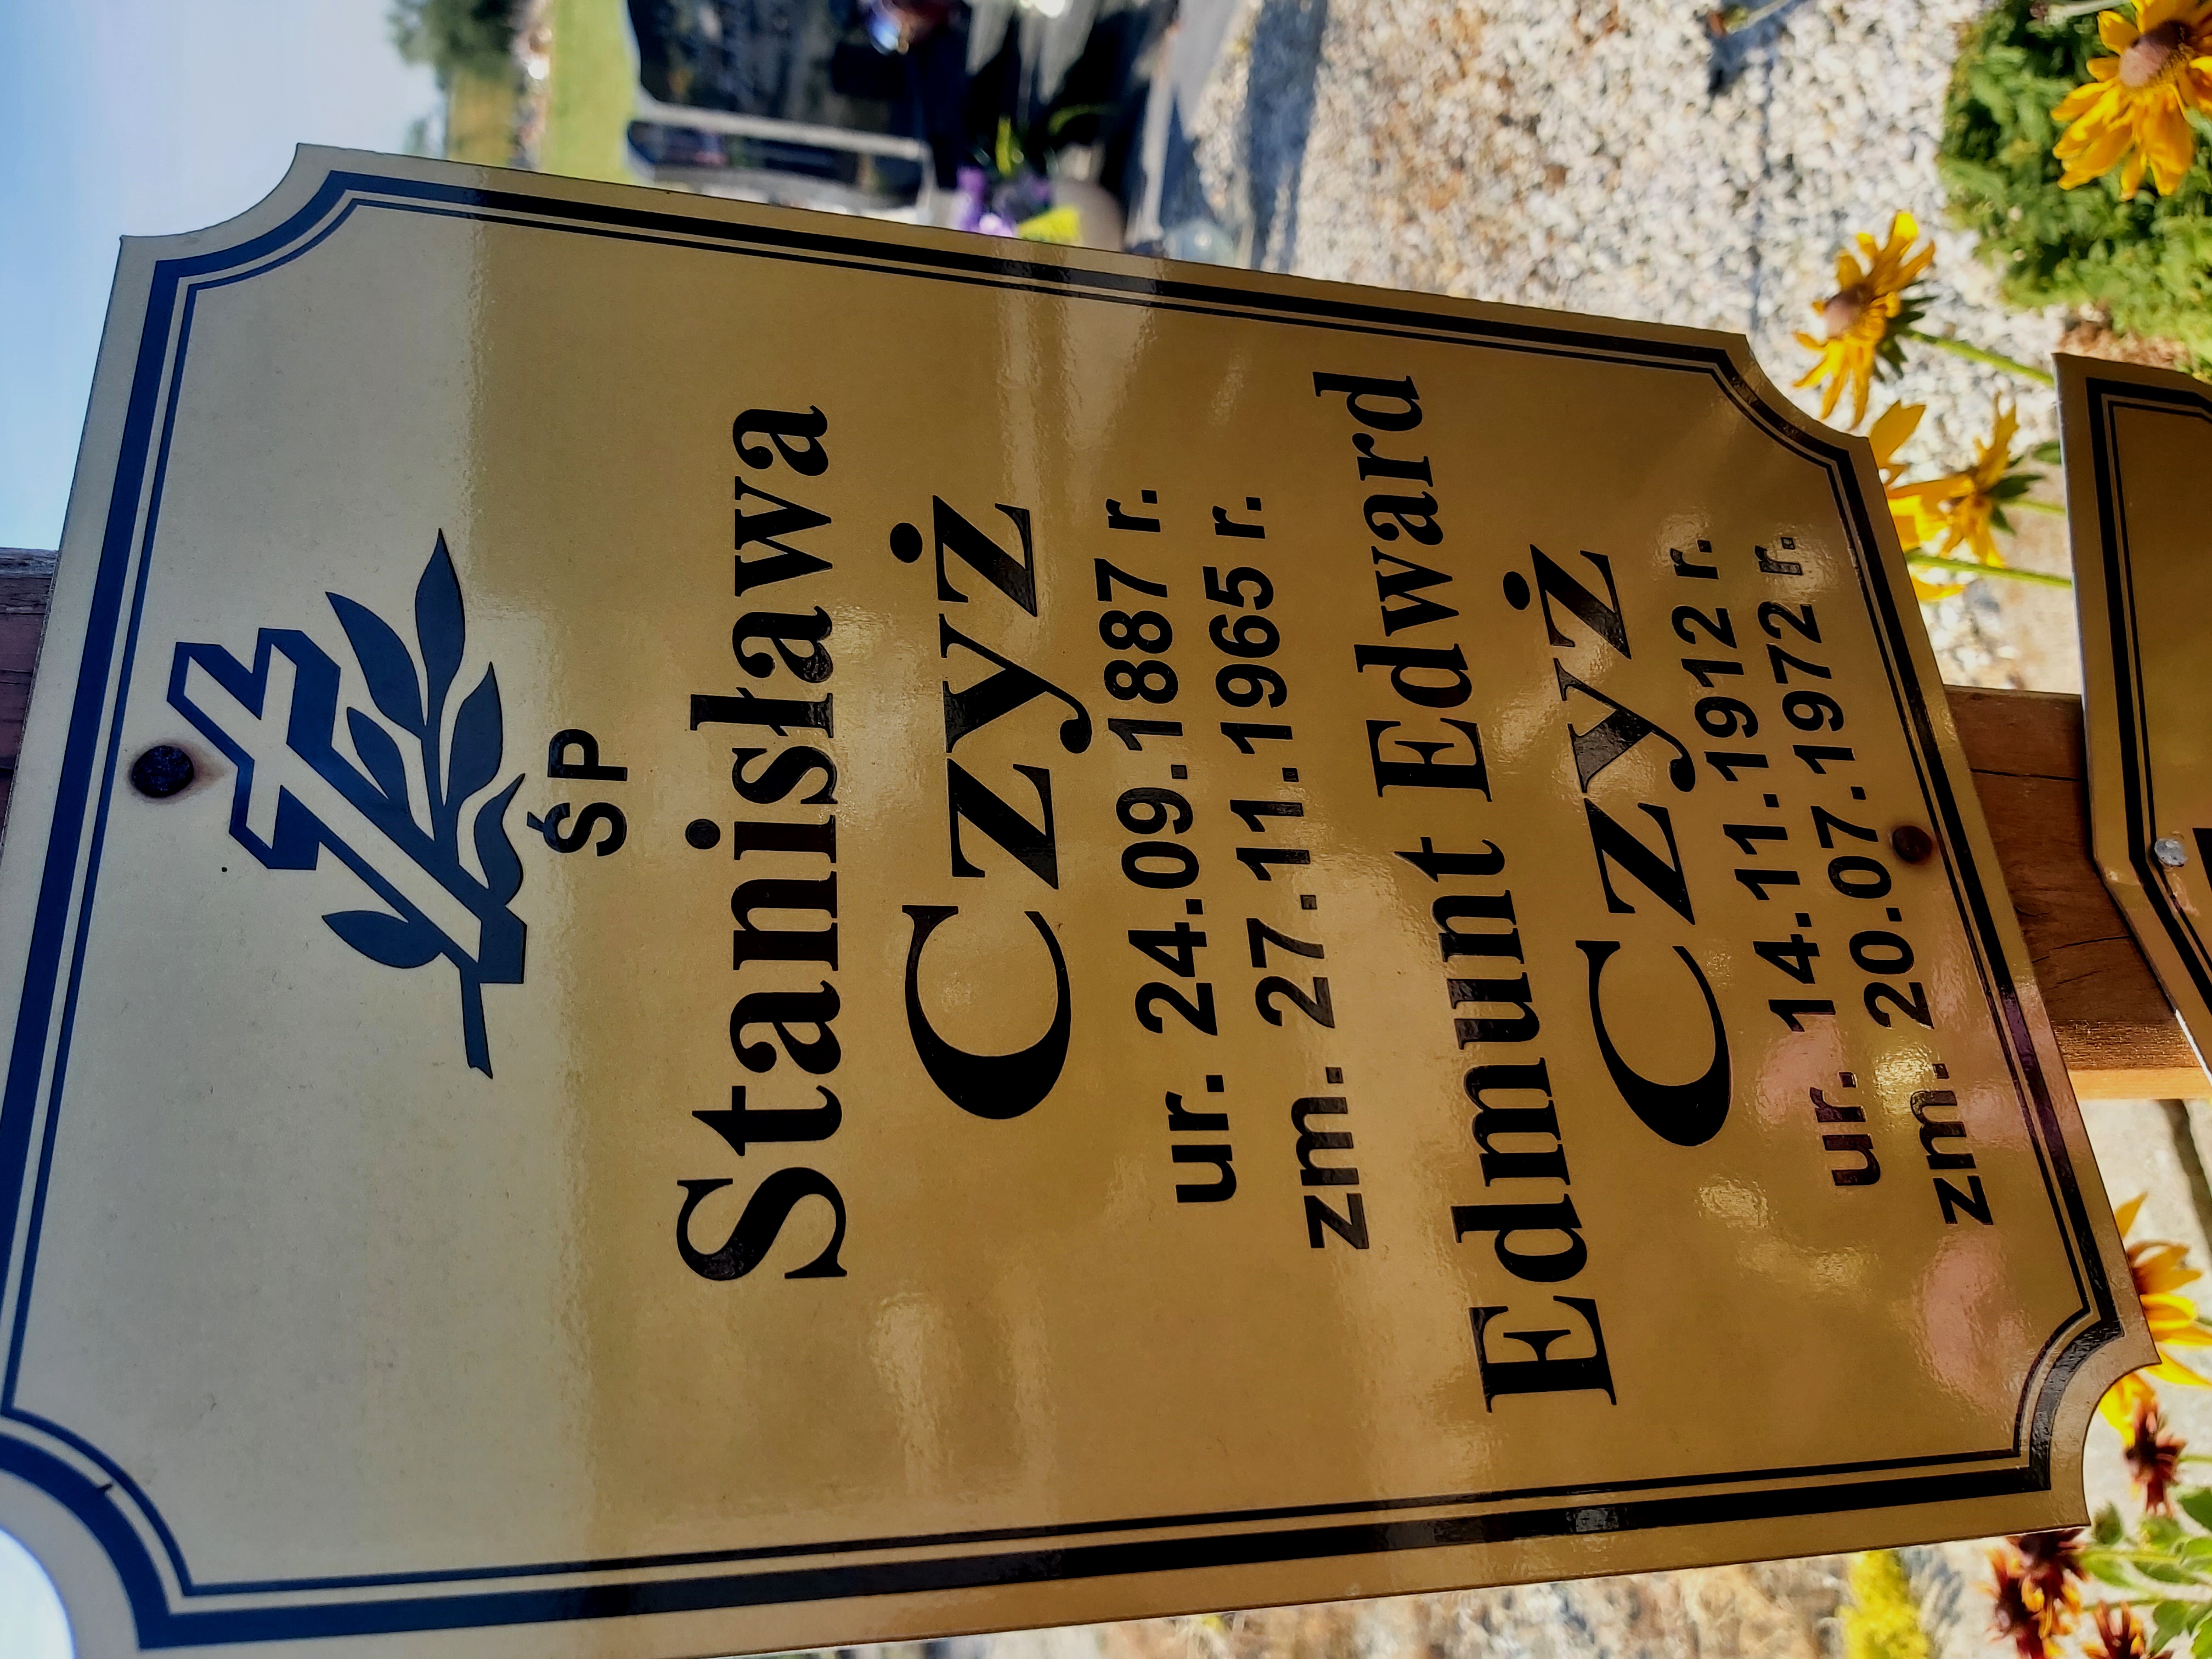 ŚP
Stanisława
Czyż
ur. 24.09.1887 r.
zm. 27.11.1965 r.
Edmunt Edward
Czyż
ur. 14.11.1912 r.
zm. 20.07.1972 r.